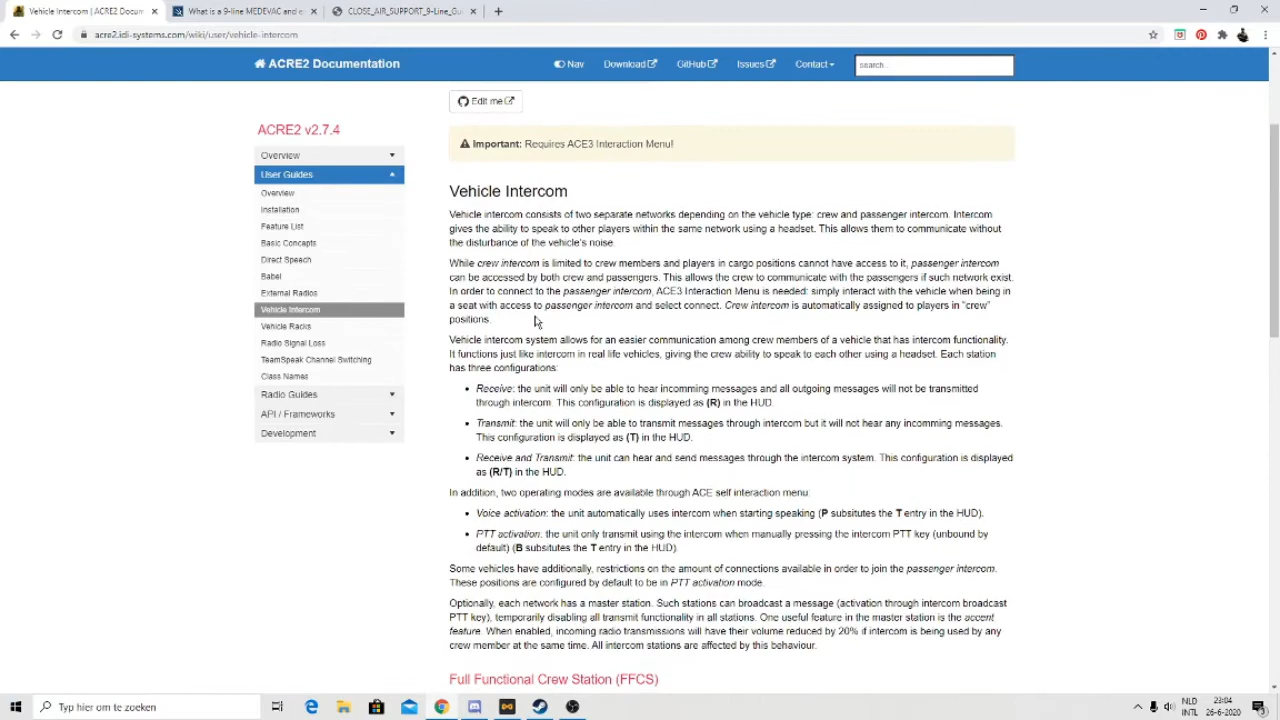 Vehicle Intercom | ACRE2 Docum
What is a 9-line MEDEVAC and e
CLOSE_AIR_SUPPORT_9-Line_Gu
acre2.idi-systems.com/wiki/user/vehicle-intercom
ACRE2 Documentation
Nav
Download
GitHub
Issues
Contact
search..
Edit me
ACRE2 v2.7.4
Overview
User Guides
Overview
Installation
Feature List
Basic Concepts
Direct Speech
Babel
External Radios
Vehicle Intercom
Vehicle Racks
Radio Signal Loss
TeamSpeak Channel Switching
Class Names
Radio Guides
API / Frameworks
Development
Important: Requires ACE3 Interaction Menu!
Vehicle Intercom
Vehicle intercom consists of two separate networks depending on the vehicle type: crew and passenger intercom. Intercom
gives the ability to speak to other players within the same network using a headset. This allows them to communicate without
the disturbance of the vehicle's noise.
While crew intercom is limited to crew members and players in cargo positions cannot have access to it, passenger intercom
can be accessed by both crew and passengers. This allows the crew to communicate with the passengers if such network exist.
In order to connect to the passenger intercom, ACE3 Interaction Menu is needed: simply interact with the vehicle when being in
a seat with access to passenger intercom and select connect. Crew intercom is automatically assigned to players in "crew"
positions.
Vehicle intercom system allows for an easier communication among crew members of a vehicle that has intercom functionality.
It functions just like intercom in real life vehicles, giving the crew ability to speak to each other using a headset. Each station
has three configurations:
Receive: the unit will only be able to hear incomming messages and all outgoing messages will not be transmitted
through intercom. This configuration is displayed as (R) in the HUD.
Transmit: the unit will only be able to transmit messages through intercom but it will not hear any incomming messages.
This configuration is displayed as (T) in the HUD.
Receive and Transmit: the unit can hear and send messages through the intercom system. This configuration is displayed
as (R/T) in the HUD.
In addition, two operating modes are available through ACE self interaction menu:
Voice activation: the unit automatically uses intercom when starting speaking (P subsitutes the T entry in the HUD).
PTT activation: the unit only transmit using the intercom when manually pressing the intercom PTT key (unbound by
default) (B subsitutes the T entry in the HUD).
Some vehicles have additionally, restrictions on the amount of connections available in order to join the passenger intercom.
These positions are configured by default to be in PTT activation mode.
Optionally, each network has a master station. Such stations can broadcast a message (activation through intercom broadcast
PTT key), temporarily disabling all transmit functionality in all stations. One useful feature in the master station is the accent
feature. When enabled, incoming radio transmissions will have their volume reduced by 20% if intercom is being used by any
crew member at the same time. All intercom stations are affected by this behaviour.
Full Functional Crew Station (FFCS)
Typ hier om te zoeken
NLD
INTL
23:04
26-6-2020